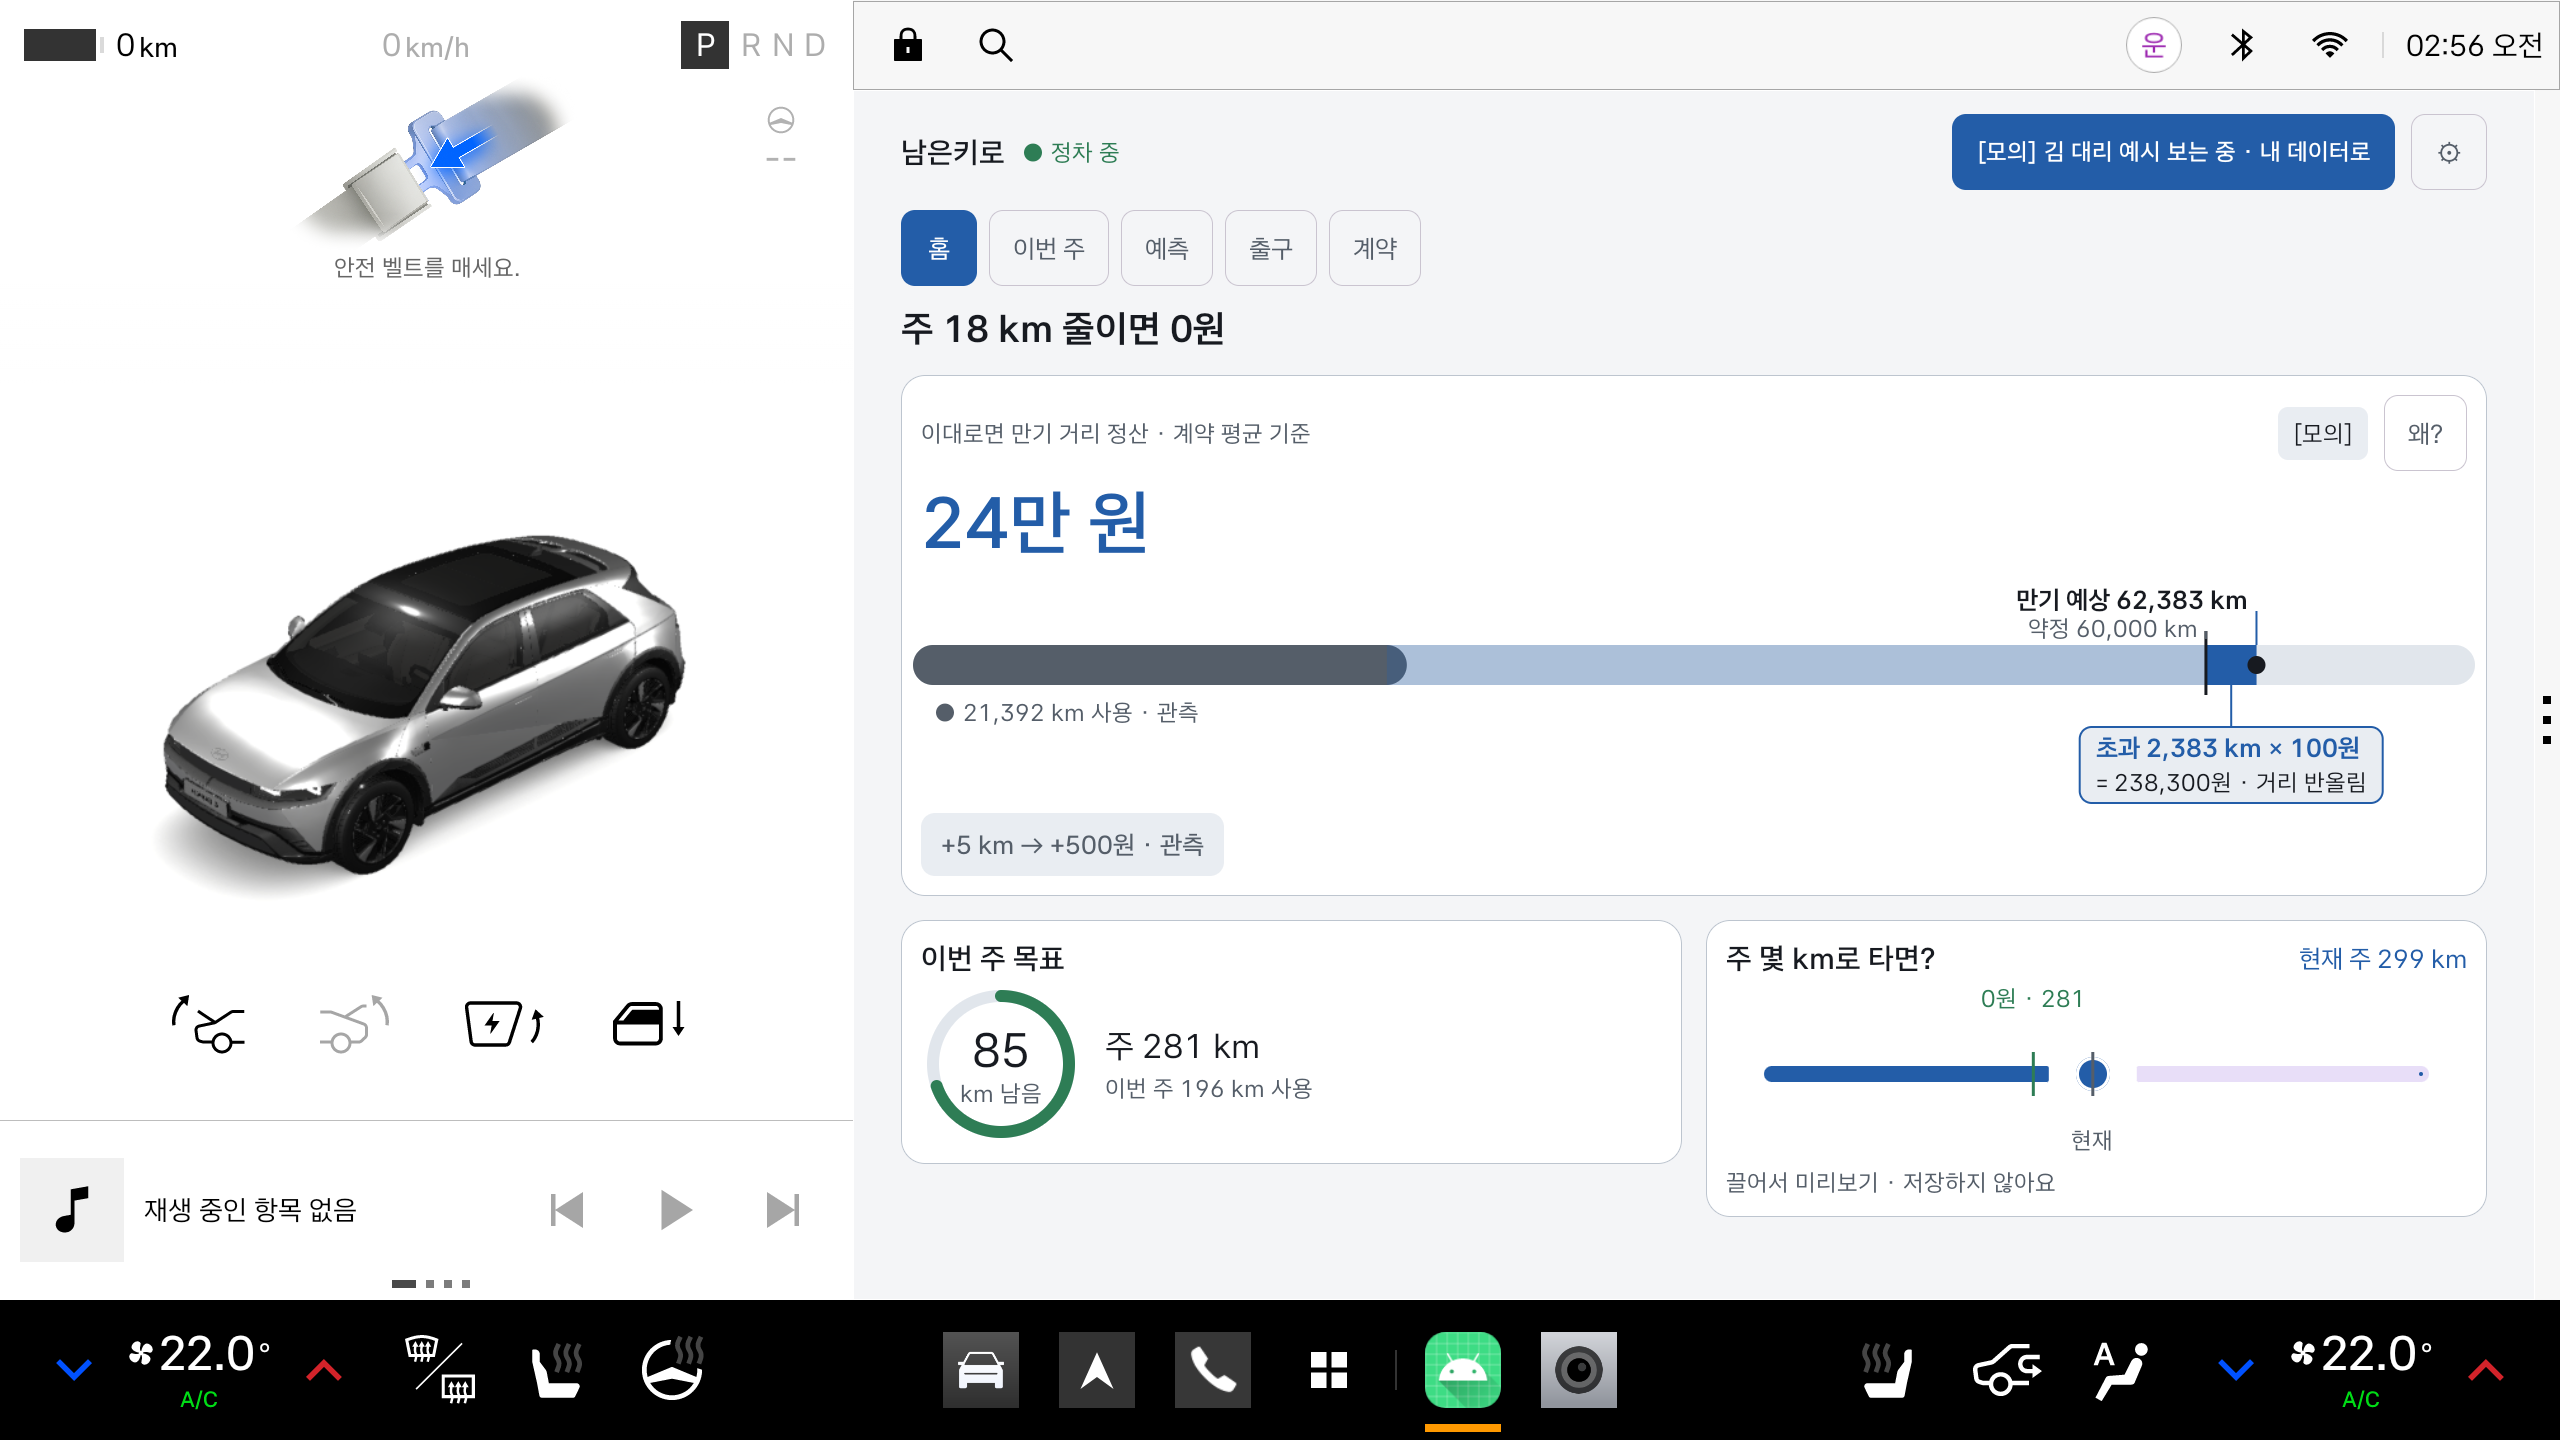 0 km
0 km/h
P R N D
안전 벨트를 매세요.
재생 중인 항목 없음
운
02:56 오전
남은키로
정차 중
[모의] 김 대리 예시 보는 중 · 내 데이터로
홈
이번 주
예측
출구
계약
주 18 km 줄이면 0원
이대로면 만기 거리 정산 · 계약 평균 기준
[모의]
왜?
24만 원
만기 예상 62,383 km
약정 60,000 km
21,392 km 사용 · 관측
초과 2,383 km × 100원
= 238,300원 · 거리 반올림
+5 km → +500원 · 관측
이번 주 목표
85
km 남음
주 281 km
이번 주 196 km 사용
주 몇 km로 타면?
현재 주 299 km
0원 · 281
현재
끌어서 미리보기 · 저장하지 않아요
22.0°
A/C
A
22.0°
A/C